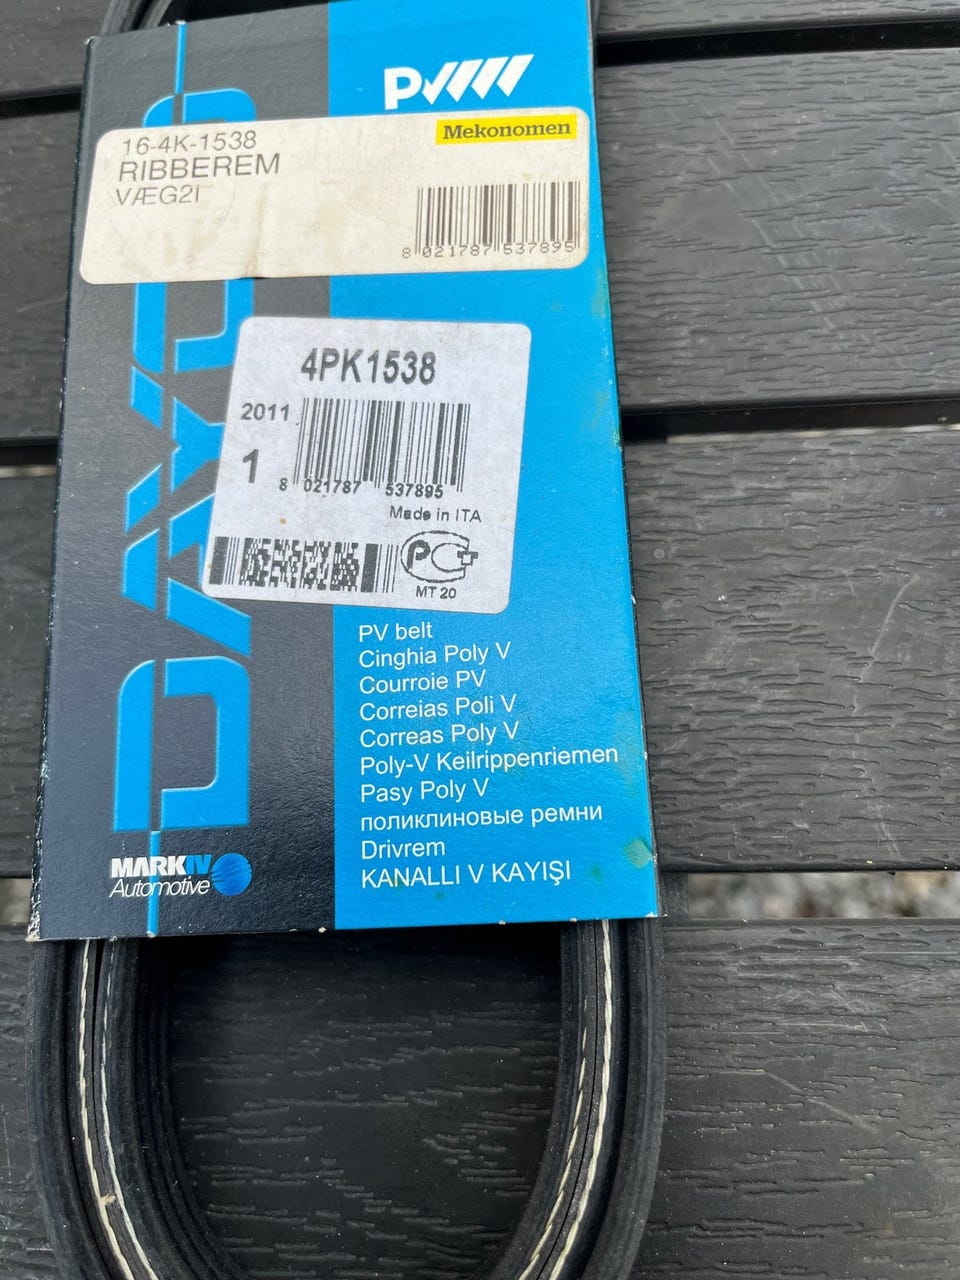 PV
16-4K-1538
Mekonomen
RIBBEREM
VÆG2I
8 021787 537895
DAYCO
4PK1538
2011
1
8 021787 537895
Made in ITA
PCT
MT 20
PV belt
Cinghia Poly V
Courroie PV
Correias Poli V
Correas Poly V
Poly-V Keilrippenriemen
Pasy Poly V
поликлиновые ремни
Drivrem
KANALLI V KAYIŞI
MARKIV
Automotive